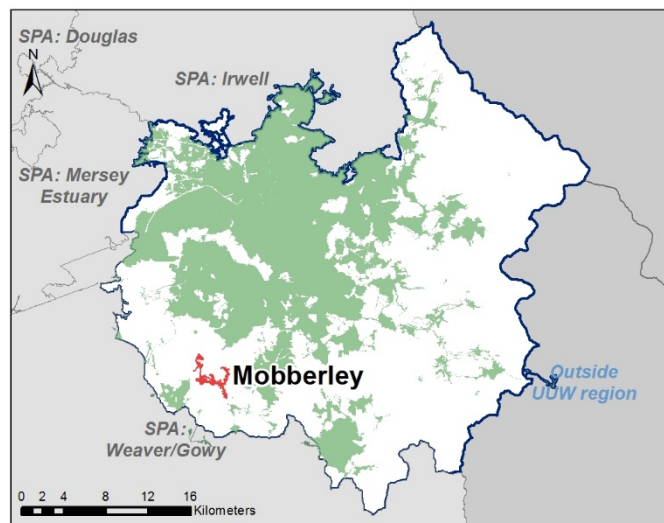 SPA: Douglas
N
SPA: Irwell
SPA: Mersey
Estuary
Mobberley
Outside
UUW region
SPA:
Weaver/Gowy
0 2 4 8 12 16
Kilometers